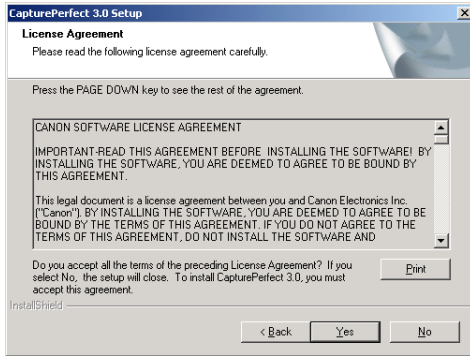 CapturePerfect 3.0 Setup
License Agreement
Please read the following license agreement carefully.
Press the PAGE DOWN key to see the rest of the agreement.
CANON SOFTWARE LICENSE AGREEMENT
IMPORTANT-READ THIS AGREEMENT BEFORE INSTALLING THE SOFTWARE! BY
INSTALLING THE SOFTWARE, YOU ARE DEEMED TO AGREE TO BE BOUND BY
THIS AGREEMENT.
This legal document is a license agreement between you and Canon Electronics Inc.
("Canon"). BY INSTALLING THE SOFTWARE, YOU ARE DEEMED TO AGREE TO BE
BOUND BY THE TERMS OF THIS AGREEMENT. IF YOU DO NOT AGREE TO THE
TERMS OF THIS AGREEMENT, DO NOT INSTALL THE SOFTWARE AND
Do you accept all the terms of the preceding License Agreement? If you
select No, the setup will close. To install CapturePerfect 3.0, you must
accept this agreement.
Print
InstallShield
< Back
Yes
No